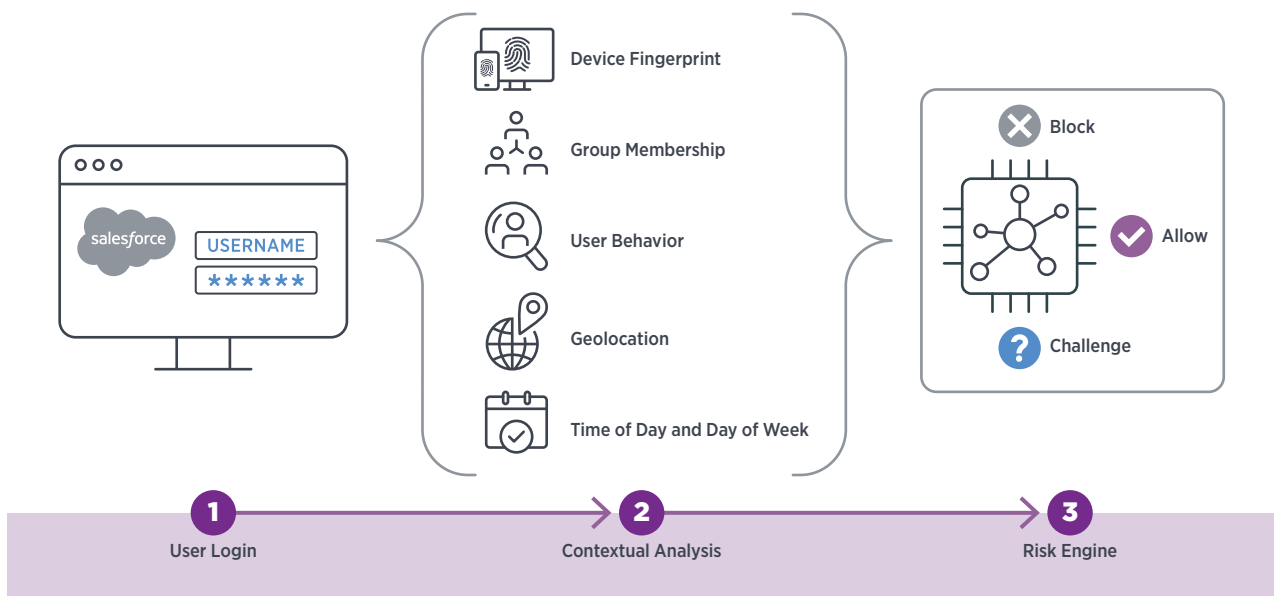 salesforce
USERNAME
******
Device Fingerprint
Group Membership
User Behavior
Geolocation
Time of Day and Day of Week
Block
Allow
?
Challenge
1
2
3
User Login
Contextual Analysis
Risk Engine